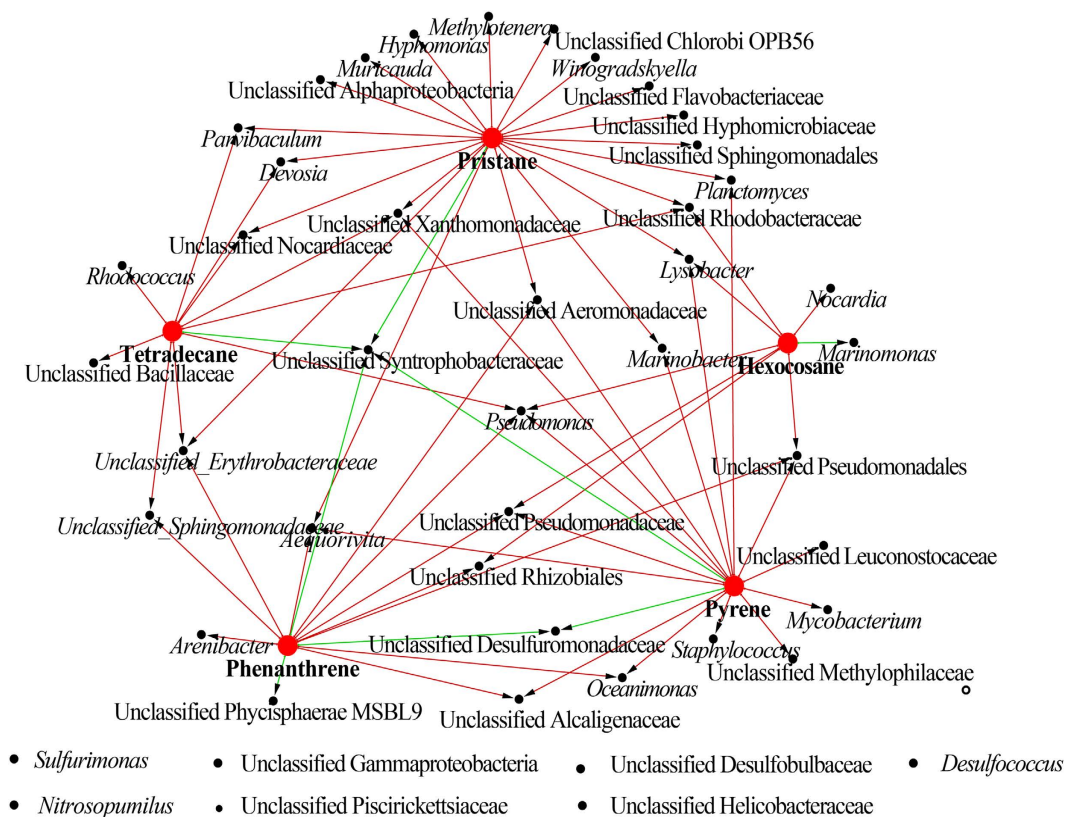 Methylotenera
Hyphomonas
Unclassified Chlorobi OPB56
Muricauda
Winogradskyella
Unclassified Alphaproteobacteria
Unclassified Flavobacteriaceae
Unclassified Hyphomicrobiaceae
Parvibaculum
Pristane
Unclassified Sphingomonadales
Devosia
Planctomyces
Unclassified Xanthomonadaceae
Unclassified Rhodobacteraceae
Unclassified Nocardiaceae
Rhodococcus
Lysobacter
Nocardia
Unclassified Aeromonadaceae
Tetradecane
Unclassified Syntrophobacteraceae
Marinobacter
Hexocosane
Marinomonas
Unclassified Bacillaceae
Pseudomonas
Unclassified_Erythrobacteraceae
Unclassified Pseudomonadales
Unclassified_Sphingomonadaceae
Unclassified Pseudomonadaceae
Aequorivita
Unclassified Leuconostocaceae
Unclassified Rhizobiales
Pyrene
Mycobacterium
Arenibacter
Unclassified Desulfuromonadaceae
Staphylococcus
Phenanthrene
Unclassified Methylophilaceae
Oceanimonas
Unclassified Phycisphaerae MSBL9
Unclassified Alcaligenaceae
Sulfurimonas
Unclassified Gammaproteobacteria
Unclassified Desulfobulbaceae
Desulfococcus
Nitrosopumilus
Unclassified Piscirickettsiaceae
Unclassified Helicobacteraceae